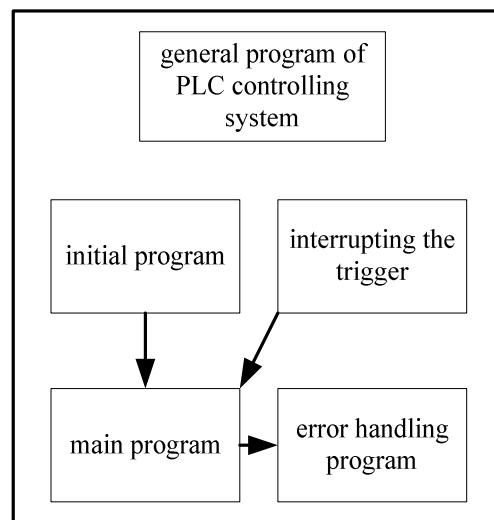 general program of
PLC controlling
system
initial program
interrupting the
trigger
main program
error handling
program